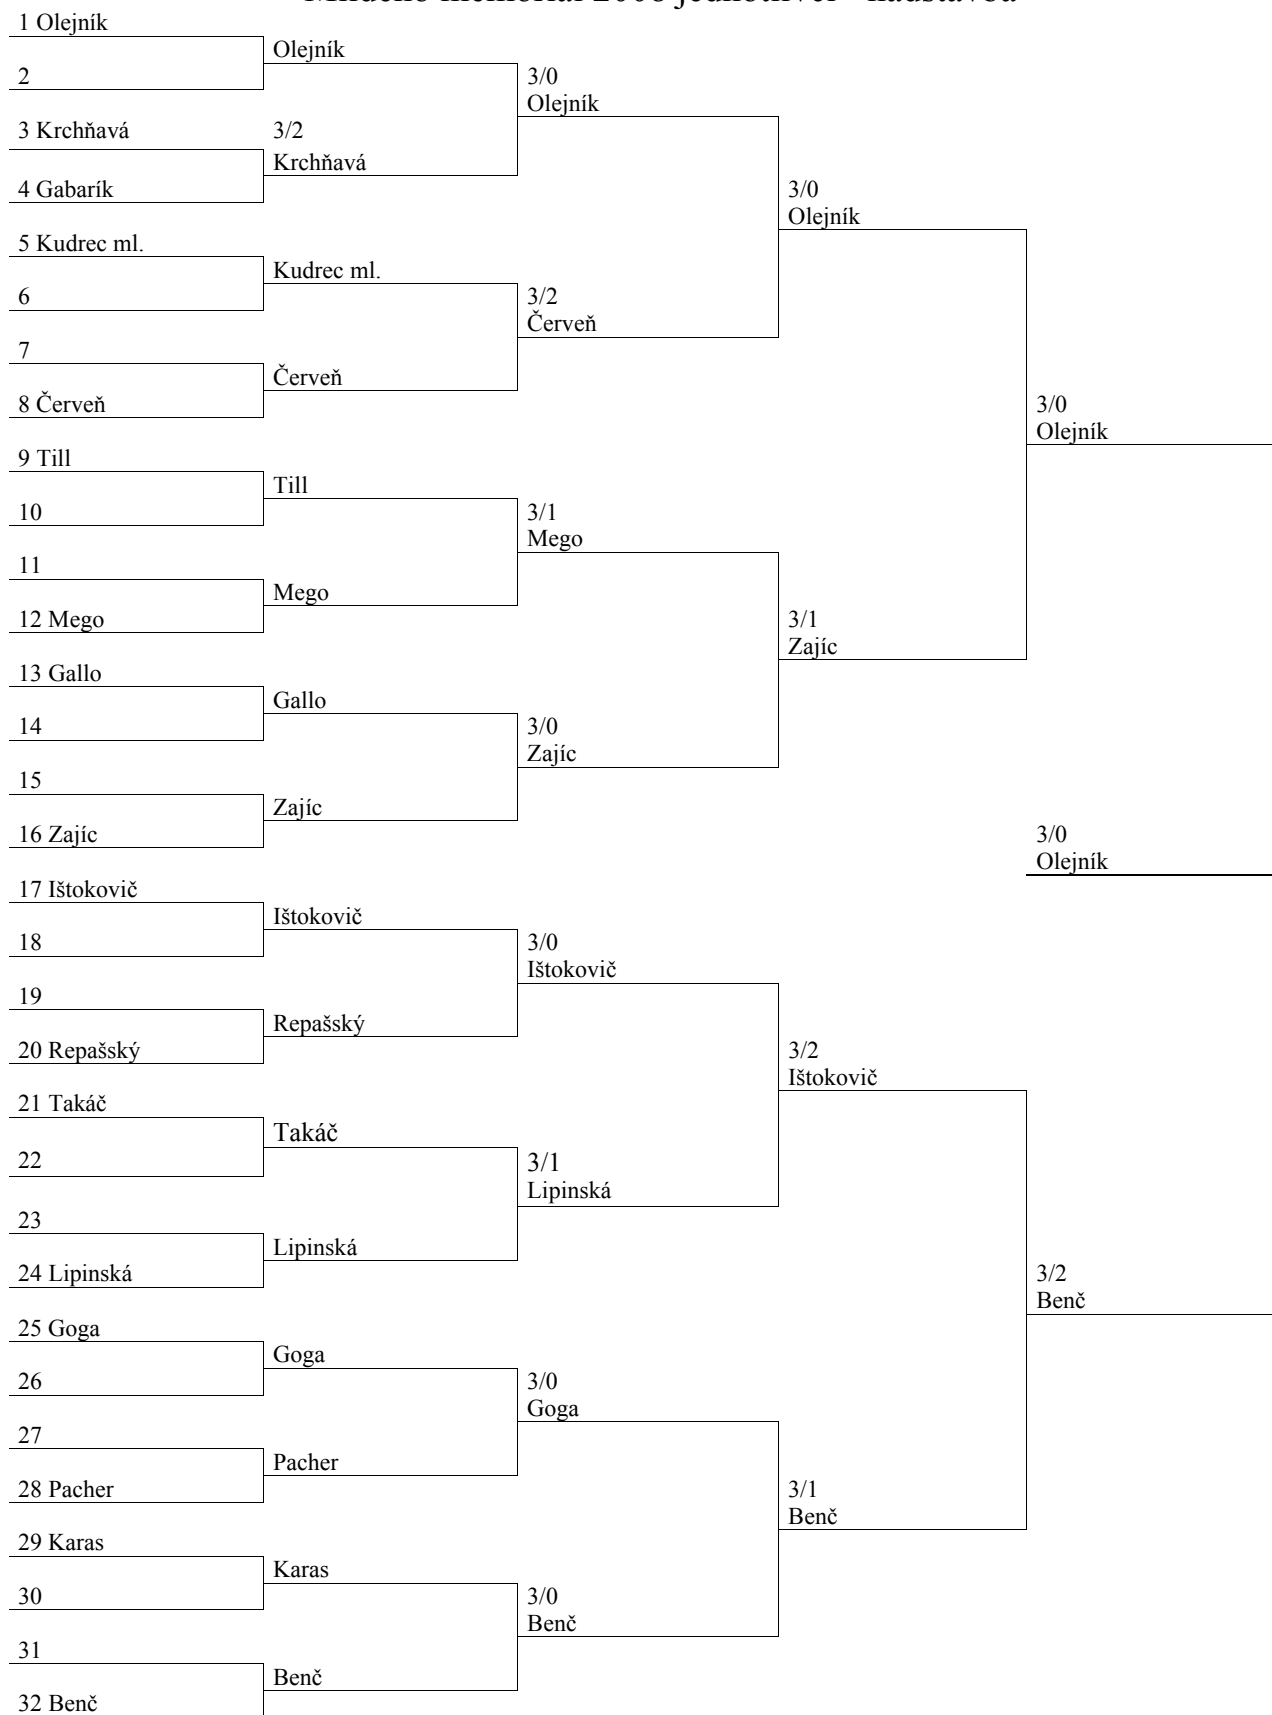 1 Olejník
Olejník
2
3/0
Olejník
3 Krchňavá
3/2
Krchňavá
4 Gabarík
3/0
Olejník
5 Kudrec ml.
Kudrec ml.
6
3/2
Červeň
7
Červeň
8 Červeň
3/0
Olejník
9 Till
Till
10
3/1
Mego
11
Mego
12 Mego
3/1
Zajíc
13 Gallo
Gallo
14
3/0
Zajíc
15
Zajíc
16 Zajíc
3/0
Olejník
17 Ištokovič
Ištokovič
18
3/0
Ištokovič
19
Repašský
20 Repašský
3/2
Ištokovič
21 Takáč
Takáč
22
3/1
Lipinská
23
Lipinská
24 Lipinská
3/2
Benč
25 Goga
Goga
26
3/0
Goga
27
Pacher
28 Pacher
3/1
Benč
29 Karas
Karas
30
3/0
Benč
31
Benč
32 Benč